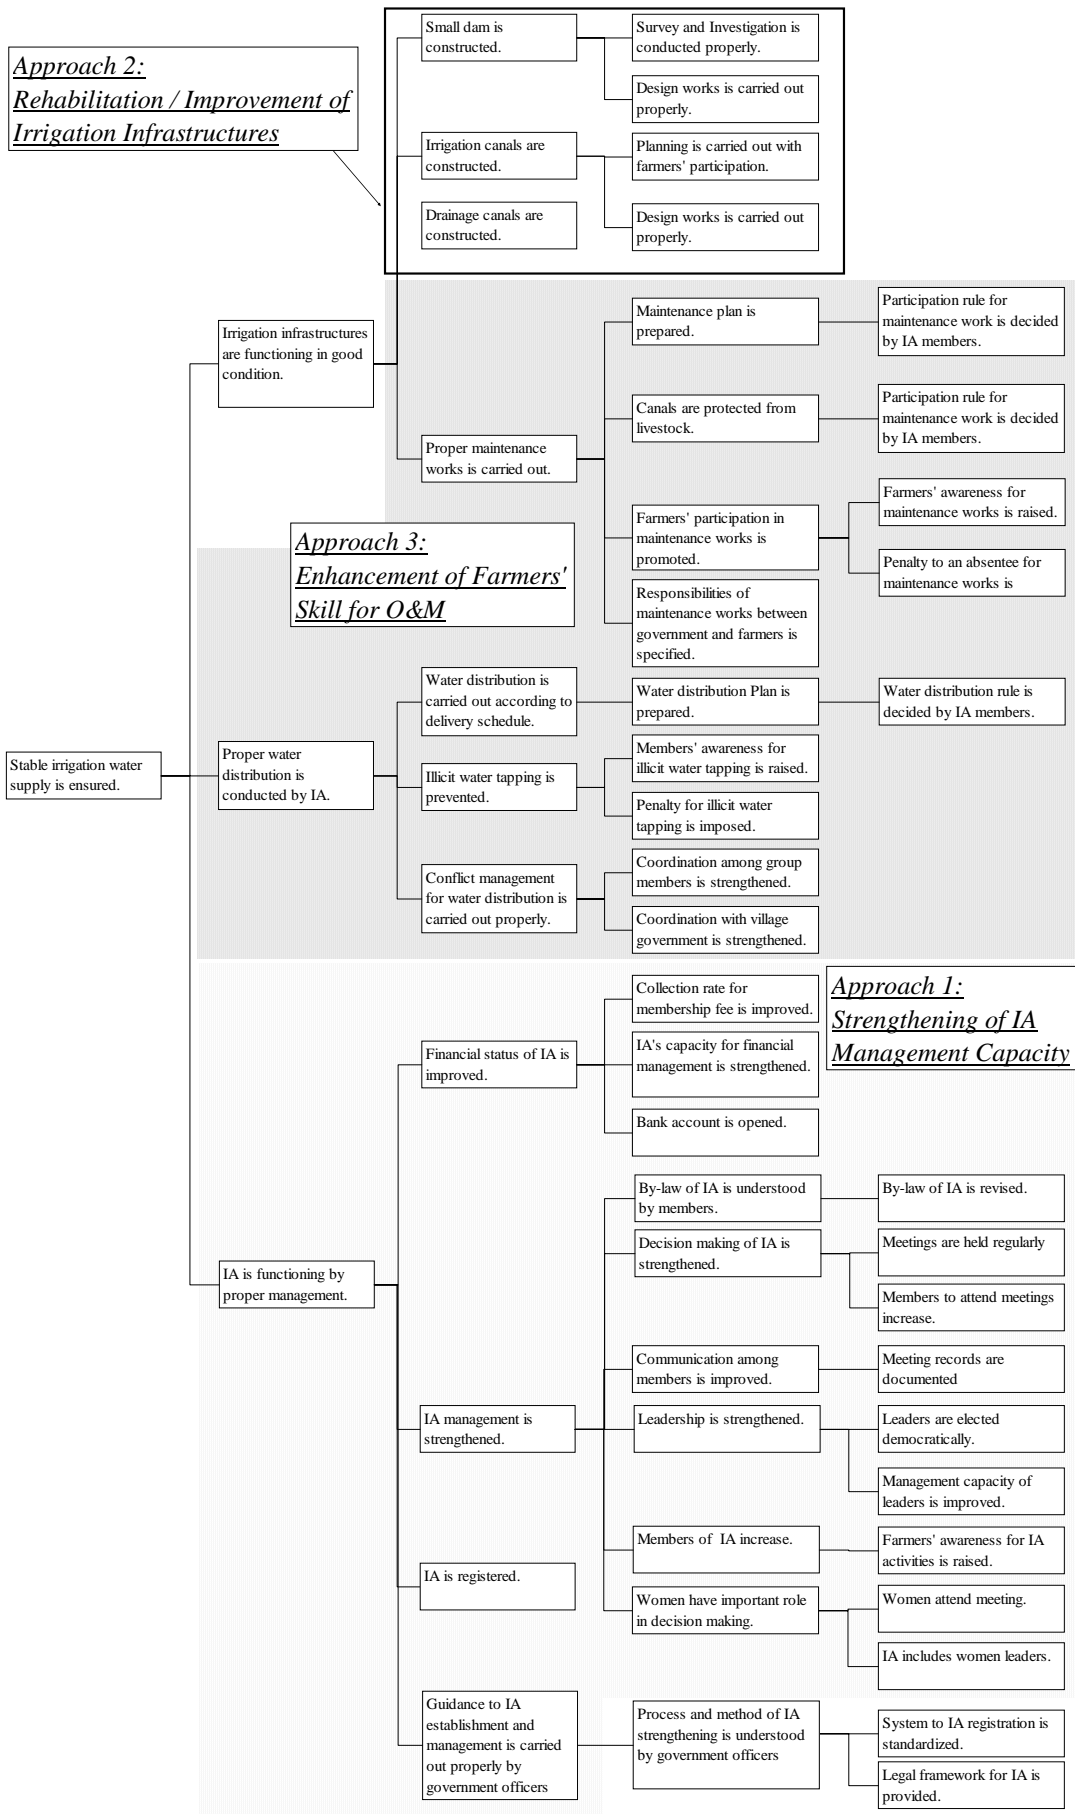 Small dam is
constructed.
Survey and Investigation is
conducted properly.
Approach 2:
Rehabilitation / Improvement of
Irrigation Infrastructures
Design works is carried out
properly.
Irrigation canals are
constructed.
Planning is carried out with
farmers' participation.
Drainage canals are
constructed.
Design works is carried out
properly.
Irrigation infrastructures
are functioning in good
condition.
Maintenance plan is
prepared.
Participation rule for
maintenance work is decided
by IA members.
Canals are protected from
livestock.
Participation rule for
maintenance work is decided
by IA members.
Proper maintenance
works is carried out.
Farmers' participation in
maintenance works is
promoted.
Farmers' awareness for
maintenance works is raised.
Penalty to an absentee for
maintenance works is
Approach 3:
Enhancement of Farmers'
Skill for O&M
Responsibilities of
maintenance works between
government and farmers is
specified.
Water distribution is
carried out according to
delivery schedule.
Water distribution Plan is
prepared.
Water distribution rule is
decided by IA members.
Stable irrigation water
supply is ensured.
Proper water
distribution is
conducted by IA.
Illicit water tapping is
prevented.
Members' awareness for
illicit water tapping is raised.
Penalty for illicit water
tapping is imposed.
Conflict management
for water distribution is
carried out properly.
Coordination among group
members is strengthened.
Coordination with village
government is strengthened.
Approach 1:
Strengthening of IA
Management Capacity
Collection rate for
membership fee is improved.
Financial status of IA is
improved.
IA's capacity for financial
management is strengthened.
Bank account is opened.
By-law of IA is understood
by members.
By-law of IA is revised.
Decision making of IA is
strengthened.
Meetings are held regularly
Members to attend meetings
increase.
IA is functioning by
proper management.
Communication among
members is improved.
Meeting records are
documented
IA management is
strengthened.
Leadership is strengthened.
Leaders are elected
democratically.
Management capacity of
leaders is improved.
Members of IA increase.
Farmers' awareness for IA
activities is raised.
IA is registered.
Women have important role
in decision making.
Women attend meeting.
IA includes women leaders.
Guidance to IA
establishment and
management is carried
out properly by
government officers
Process and method of IA
strengthening is understood
by government officers
System to IA registration is
standardized.
Legal framework for IA is
provided.